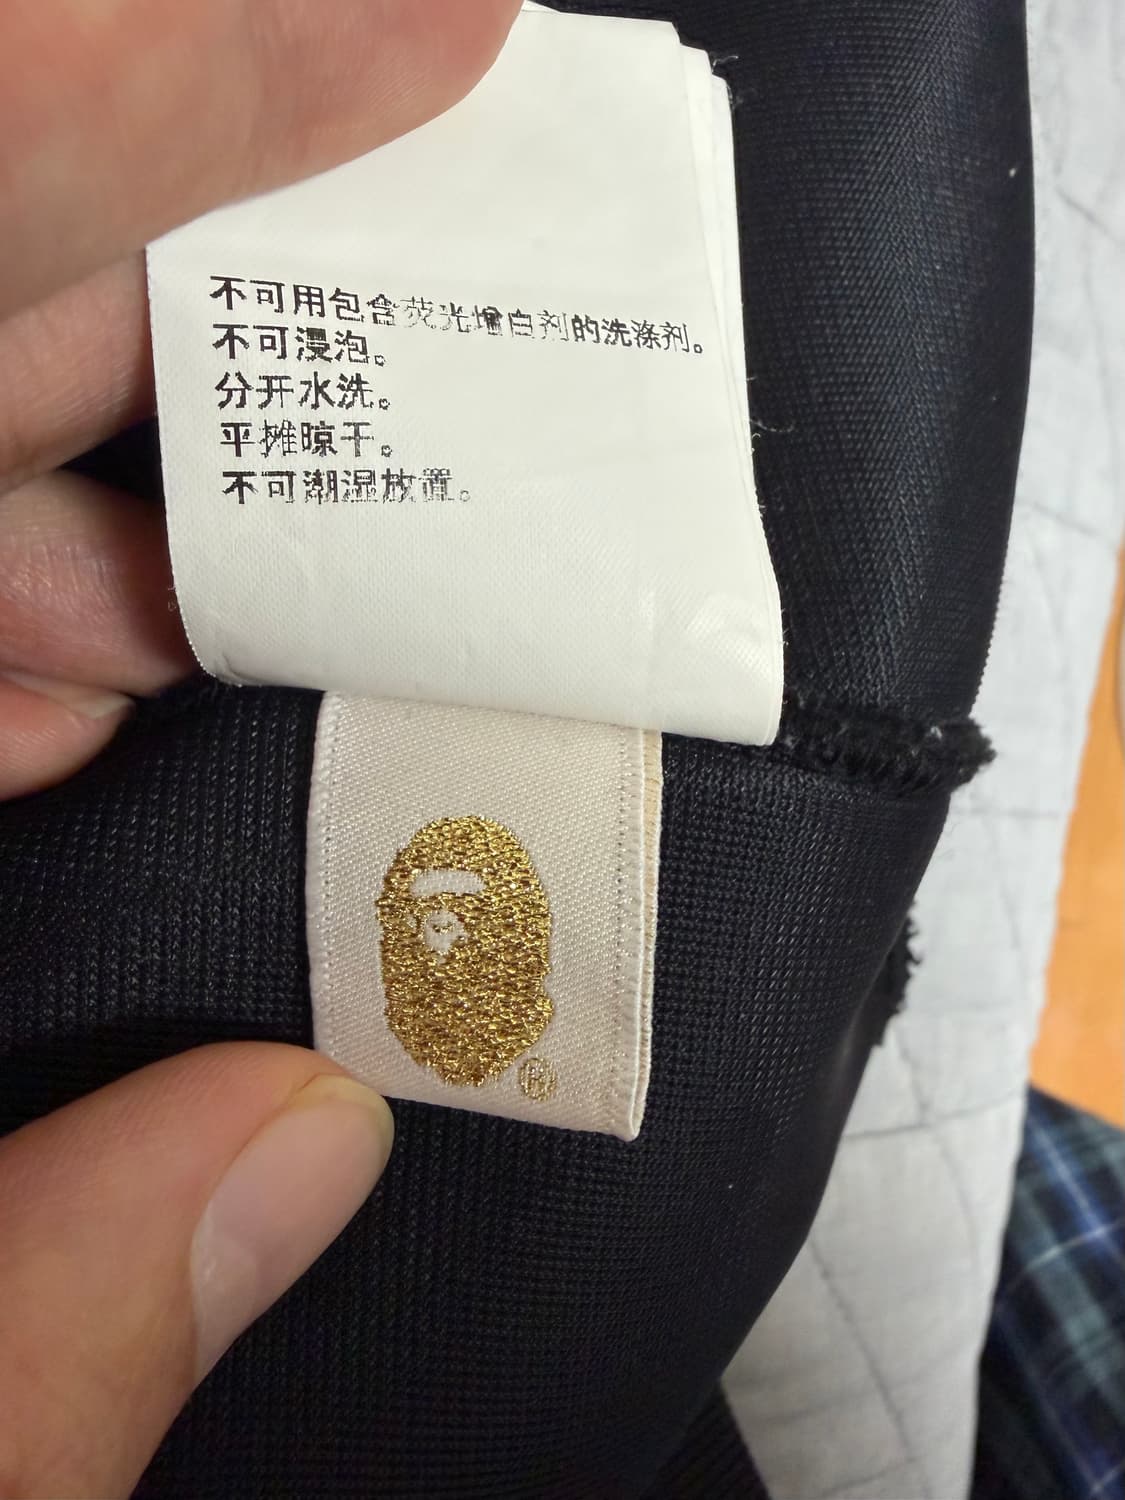 不可用包含荧光增白剂的洗涤剂。
不可浸泡。
分开水洗。
平摊晾干。
不可潮湿放置。
®